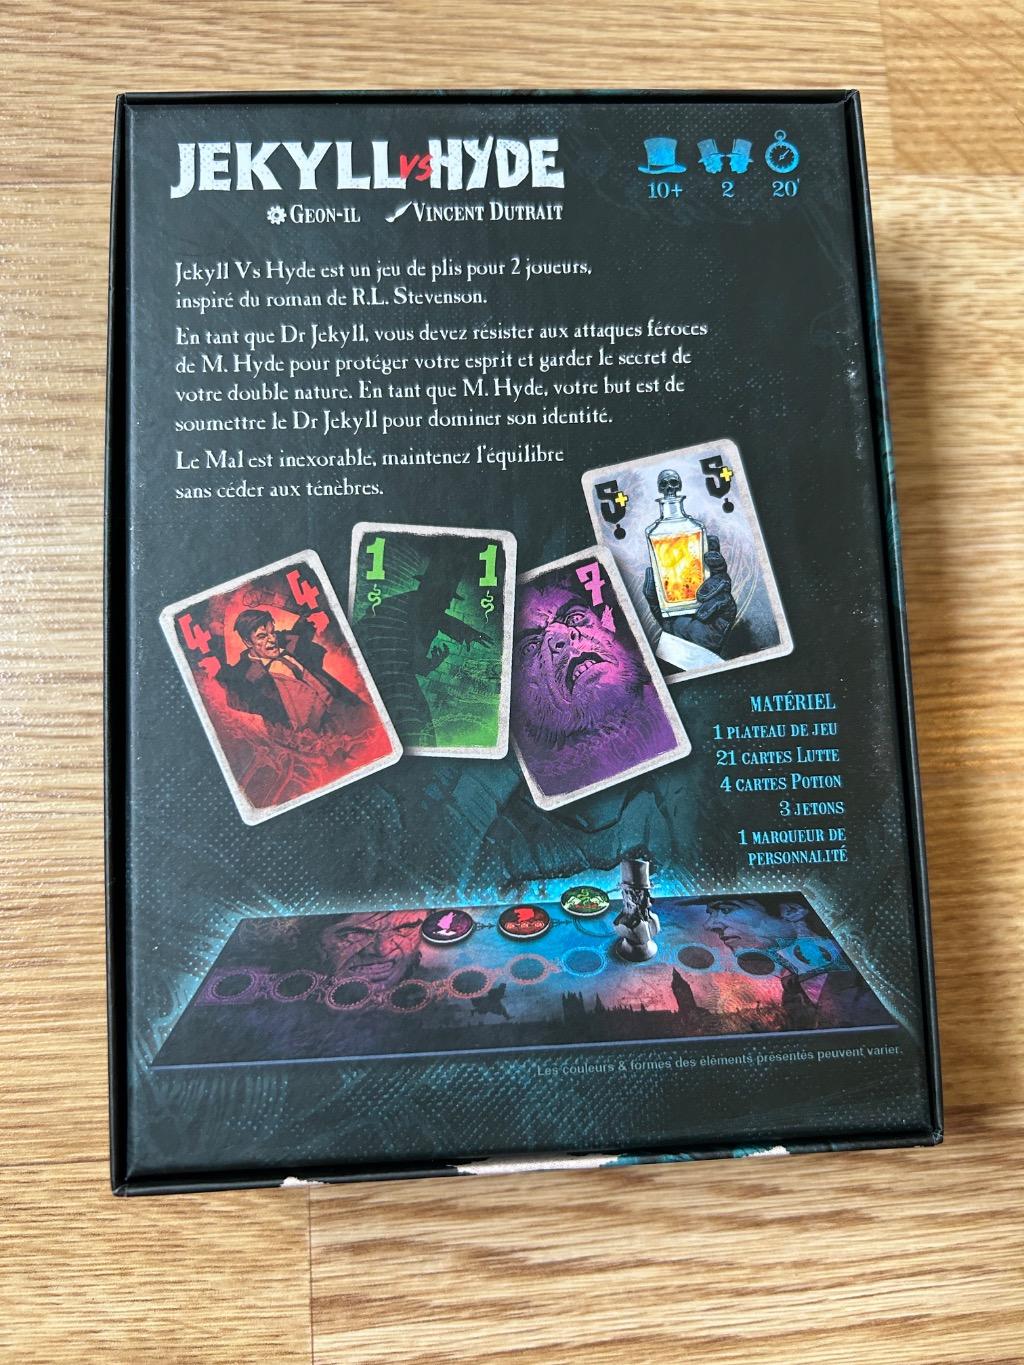 JEKYLL VS HYDE
GEON-IL VINCENT DUTRAIT
10+ 2 20'
Jekyll Vs Hyde est un jeu de plis pour 2 joueurs,
inspiré du roman de R.L. Stevenson.
En tant que Dr Jekyll, vous devez résister aux attaques féroces
de M. Hyde pour protéger votre esprit et garder le secret de
votre double nature. En tant que M. Hyde, votre but est de
soumettre le Dr Jekyll pour dominer son identité.
Le Mal est inexorable, maintenez l'équilibre
sans céder aux ténèbres.
5+ 5+
1 1
7
4 4
MATÉRIEL
1 PLATEAU DE JEU
21 CARTES LUTTE
4 CARTES POTION
3 JETONS
1 MARQUEUR DE
PERSONNALITÉ
Les couleurs & formes des éléments présentés peuvent varier.